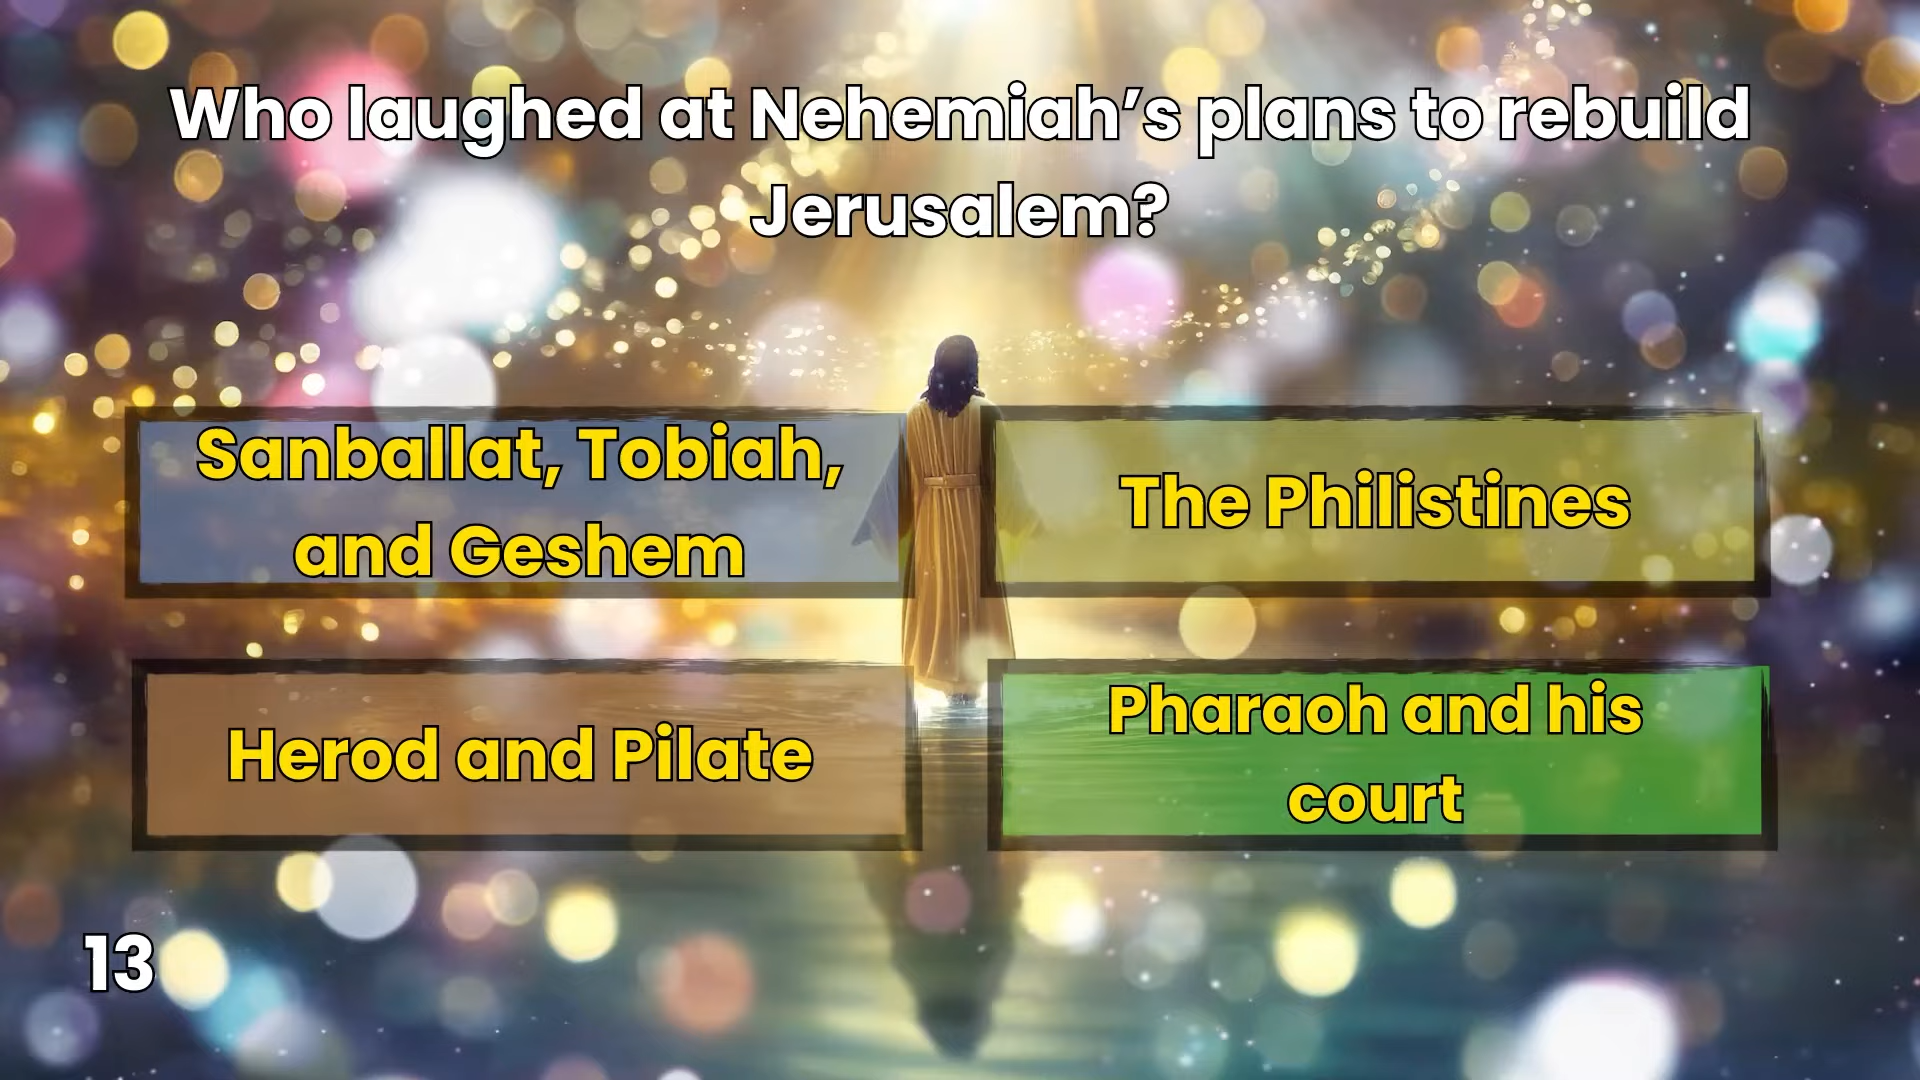 Who laughed at Nehemiah’s plans to rebuild
Jerusalem?
Sanballat, Tobiah,
and Geshem
The Philistines
Herod and Pilate
Pharaoh and his
court
13